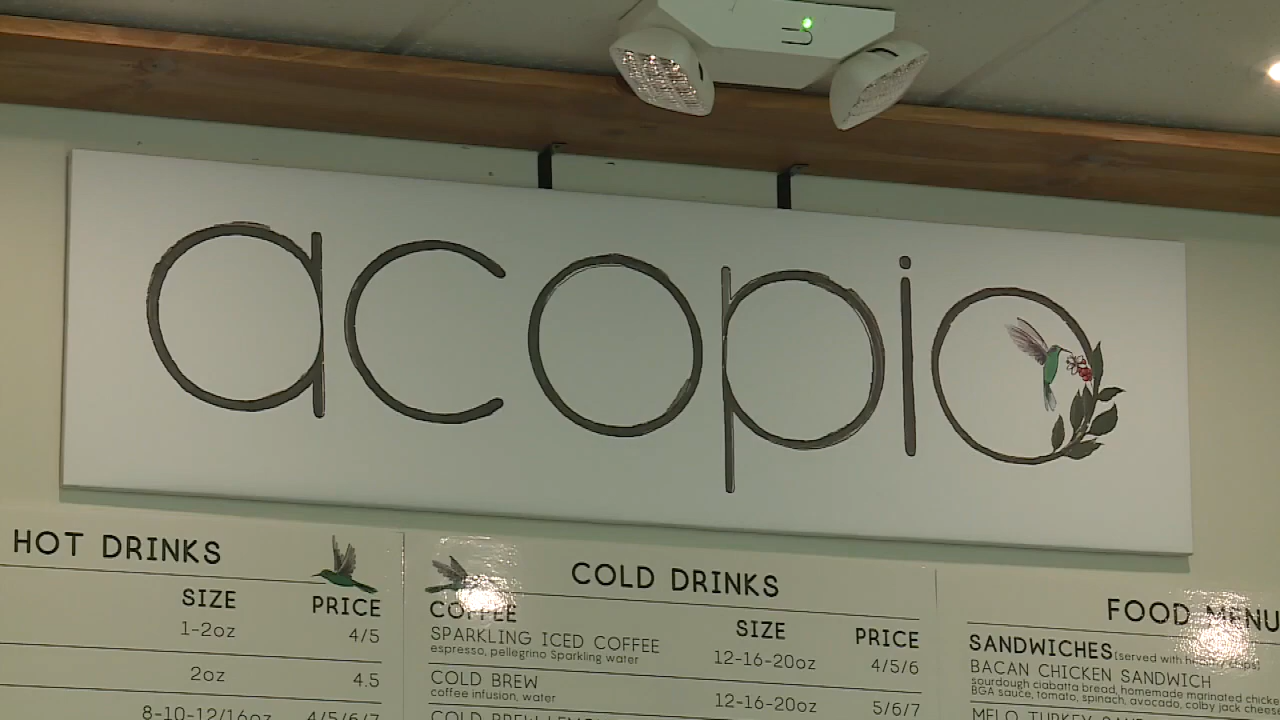 acopio
HOT DRINKS
SIZE PRICE
1-2oz 4/5
2oz 4.5
8-10-12/16oz 4/5/6/7
COLD DRINKS
COFFEE SIZE PRICE
SPARKLING ICED COFFEE 12-16-20oz 4/5/6
espresso, pellegrino Sparkling water
COLD BREW 12-16-20oz 5/6/7
coffee infusion, water
COLD BREW
FOOD MENU
SANDWICHES (served with
BACAN CHICKEN SANDWICH
sourdough ciabatta bread, homemade marinated
BGA sauce, tomato, spinach, avocado, colby jack cheese
MELO TURKEY